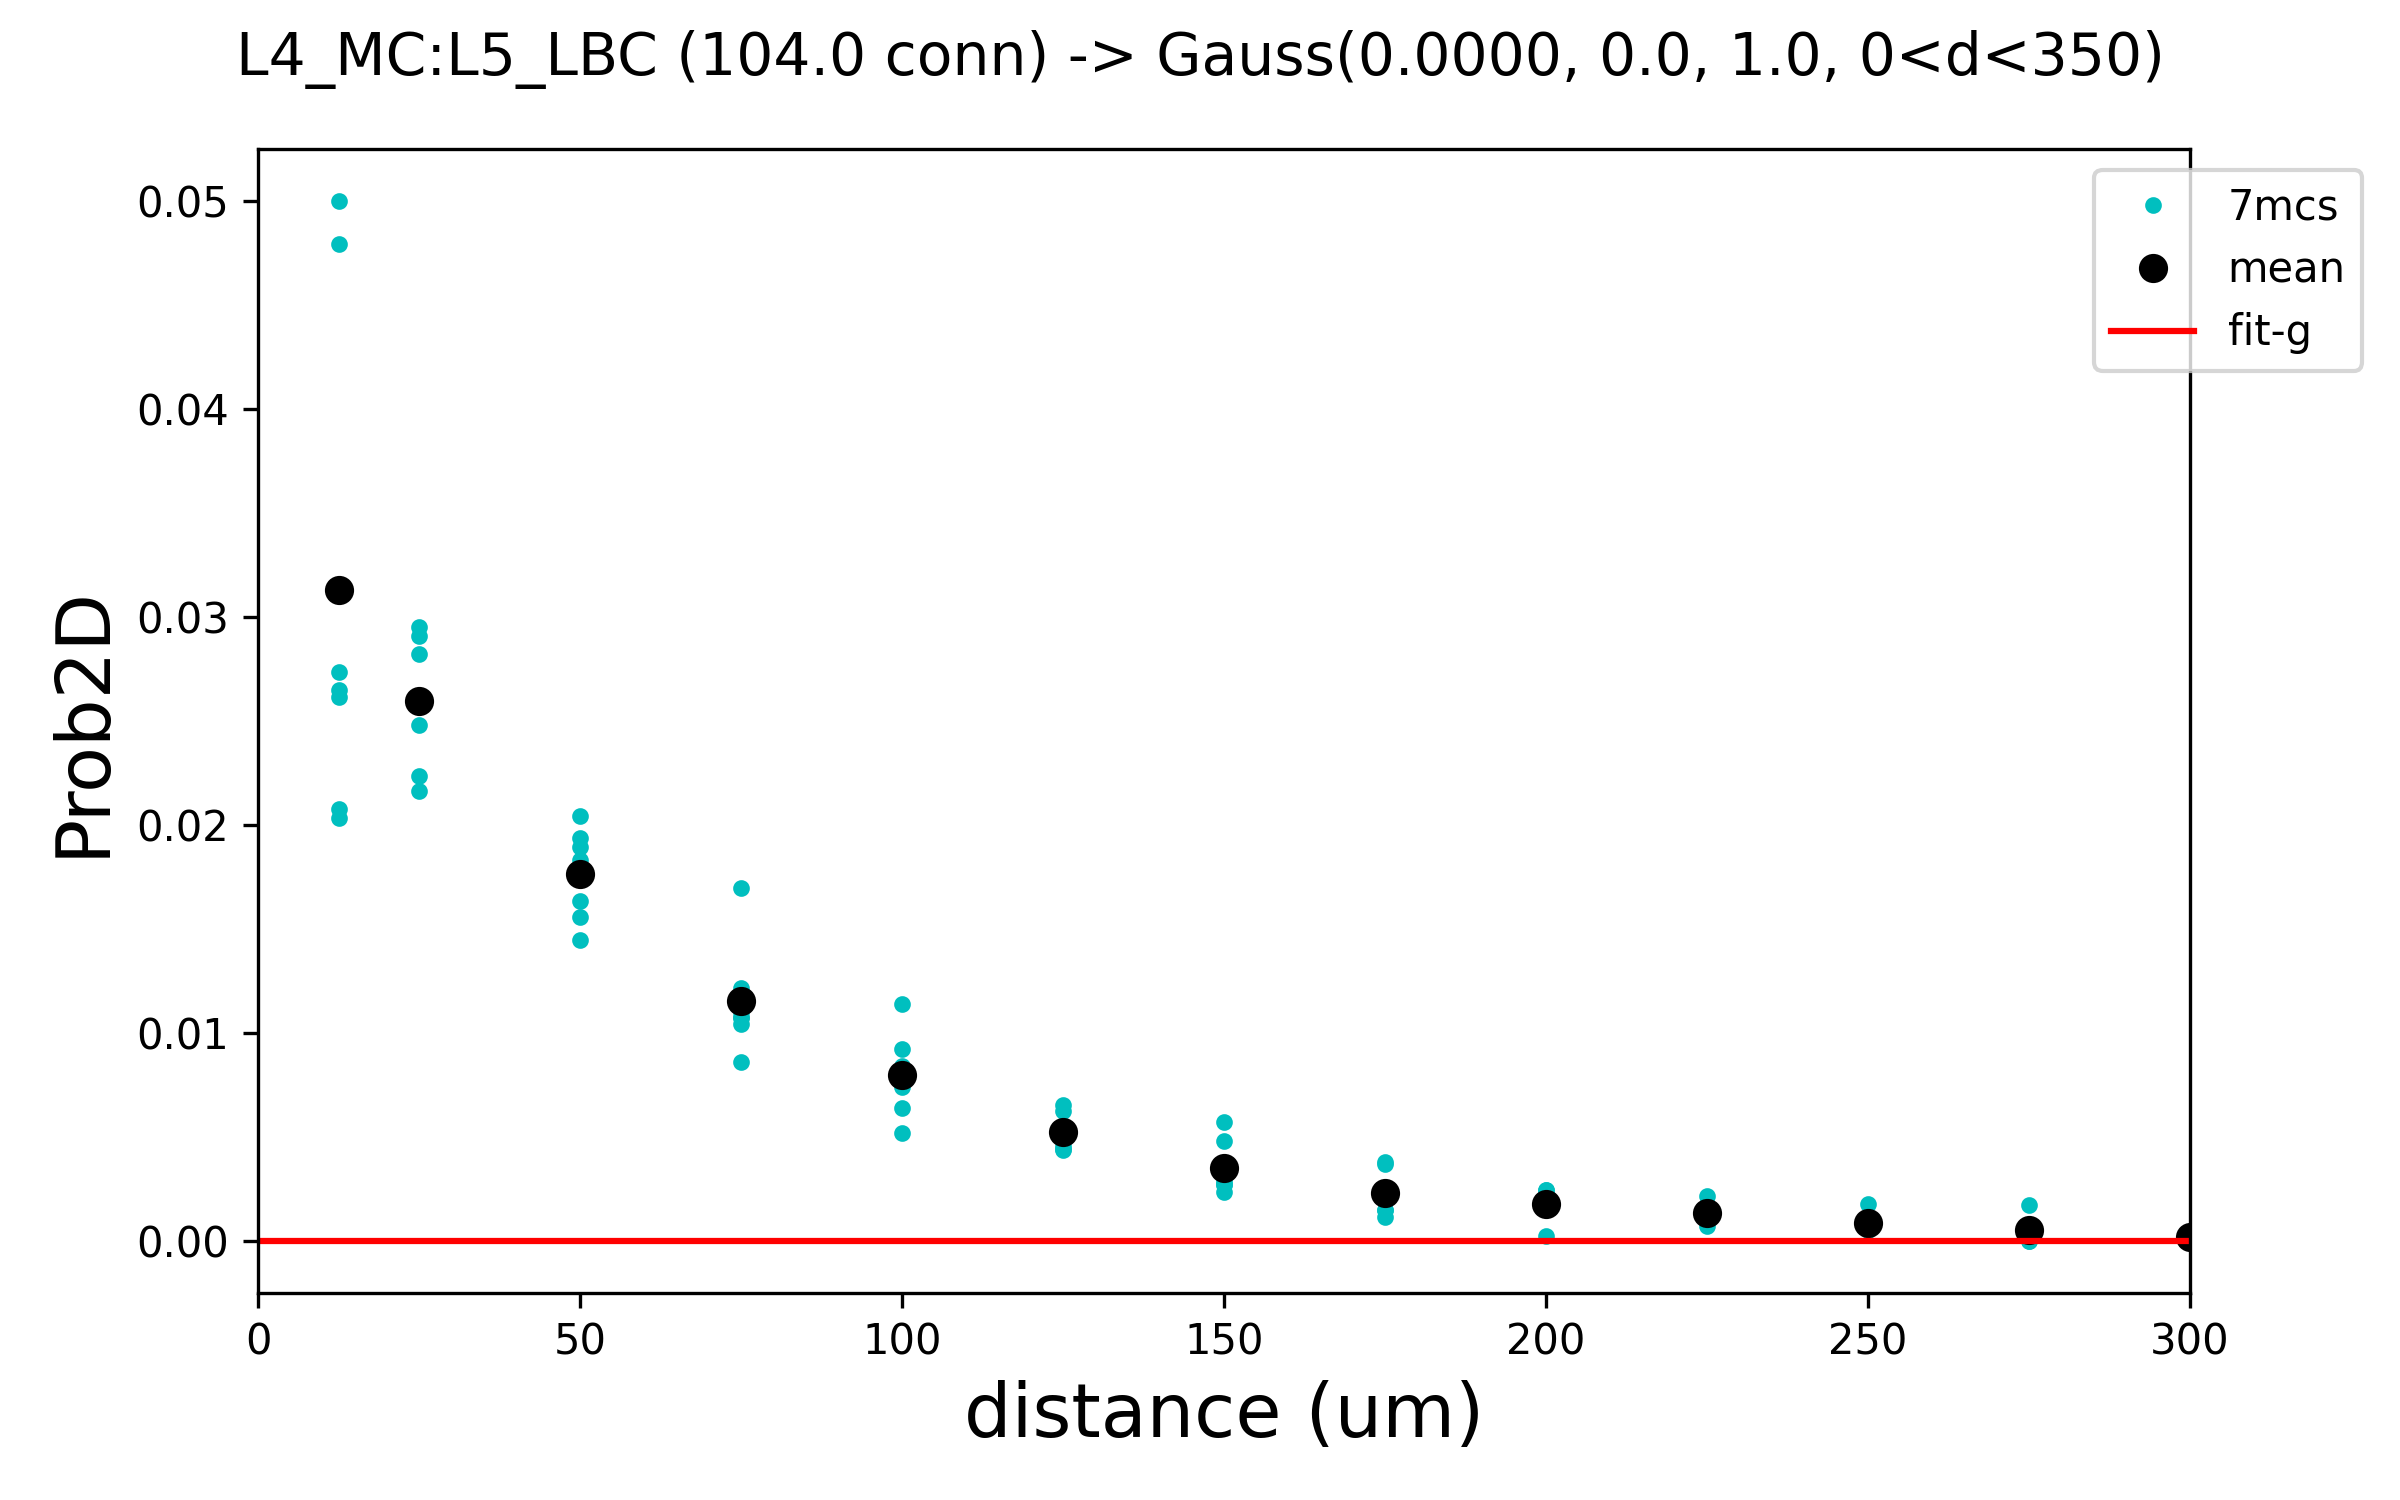 L4_MC:L5_LBC (104.0 conn) -> Gauss(0.0000, 0.0, 1.0, 0<d<350)
7mcs
mean
fit-g
Prob2D
0.05
0.04
0.03
0.02
0.01
0.00
0 50 100 150 200 250 300
distance (um)